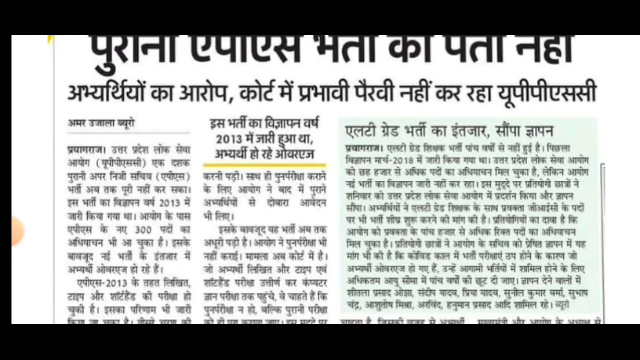 पुरानी एपीएस भर्ती का पता नहीं
अभ्यर्थियों का आरोप, कोर्ट में प्रभावी पैरवी नहीं कर रहा यूपीपीएससी
अमर उजाला ब्यूरो
प्रयागराज। उत्तर प्रदेश लोक सेवा
आयोग (यूपीपीएससी) एक दशक
पुरानी अपर निजी सचिव (एपीएस)
भर्ती अब तक पूरी नहीं कर सका।
इस भर्ती का विज्ञापन वर्ष 2013 में
जारी किया गया था। आयोग के पास
एपीएस के नए 300 पदों का
अधियाचन भी आ चुका है। इसके
बावजूद नई भर्ती के इंतजार में
अभ्यर्थी ओवरएज हो रहे हैं।
एपीएस-2013 के तहत लिखित,
टाइप और शॉर्टहैंड की परीक्षा हो
चुकी है। इसका परिणाम भी जारी
किया जा चुका है। तीसरे चरण की
इस भर्ती का विज्ञापन वर्ष
2013 में जारी हुआ था,
अभ्यर्थी हो रहे ओवरएज
करनी पड़ी। साथ ही पुनर्परीक्षा कराने
के लिए आयोग ने बाद में पुराने
अभ्यर्थियों से दोबारा आवेदन
भी लिए।
इसके बावजूद यह भर्ती अब तक
अधूरी पड़ी है। आयोग ने पुनर्परीक्षा भी
नहीं कराई। मामला अब कोर्ट में है।
जो अभ्यर्थी लिखित और टाइप एवं
शॉर्टहैंड परीक्षा उत्तीर्ण कर कंप्यूटर
ज्ञान परीक्षा तक पहुंचे, वे चाहते हैं कि
पुनर्परीक्षा न हो, बल्कि पुरानी परीक्षा
को ही पूरा कराया जाए। इस मुद्दे पर
एलटी ग्रेड भर्ती का इंतजार, सौंपा ज्ञापन
प्रयागराज। एलटी ग्रेड शिक्षक भर्ती पांच वर्षों से नहीं हुई है। पिछला
विज्ञापन मार्च-2018 में जारी किया गया था। उत्तर प्रदेश लोक सेवा आयोग
को छह हजार से अधिक पदों का अधियाचन मिल चुका है, लेकिन आयोग
नई भर्ती का विज्ञापन जारी नहीं कर रहा। इस मुद्दे पर प्रतियोगी छात्रों ने
शनिवार को उत्तर प्रदेश लोक सेवा आयोग में प्रदर्शन किया और ज्ञापन
सौंपा। अभ्यर्थियों ने एलटी ग्रेड शिक्षक के साथ प्रवक्ता जीआईसी के पदों
पर भी भर्ती शीघ्र शुरू करने की मांग की है। प्रतियोगियों का दावा है कि
आयोग को प्रवक्ता के पांच हजार से अधिक रिक्त पदों का अधियाचन
मिल चुका है। प्रतियोगी छात्रों ने आयोग के सचिव को प्रेषित ज्ञापन में यह
मांग भी की है कि कोविड काल में भर्ती परीक्षाएं ठप होने के कारण जो
अभ्यर्थी ओवरएज हो गए हैं, उन्हें आगामी भर्तियों में शामिल होने के लिए
अधिकतम आयु सीमा में पांच वर्षों की छूट दी जाए। ज्ञापन देने वालों में
शीतला प्रसाद ओझा, संदीप यादव, प्रिया यादव, सुनील कुमार वर्मा, सुभाष
चंद्र, आशुतोष मिश्रा, अरविंद, हनुमान प्रसाद आदि शामिल रहे। ब्यूरो